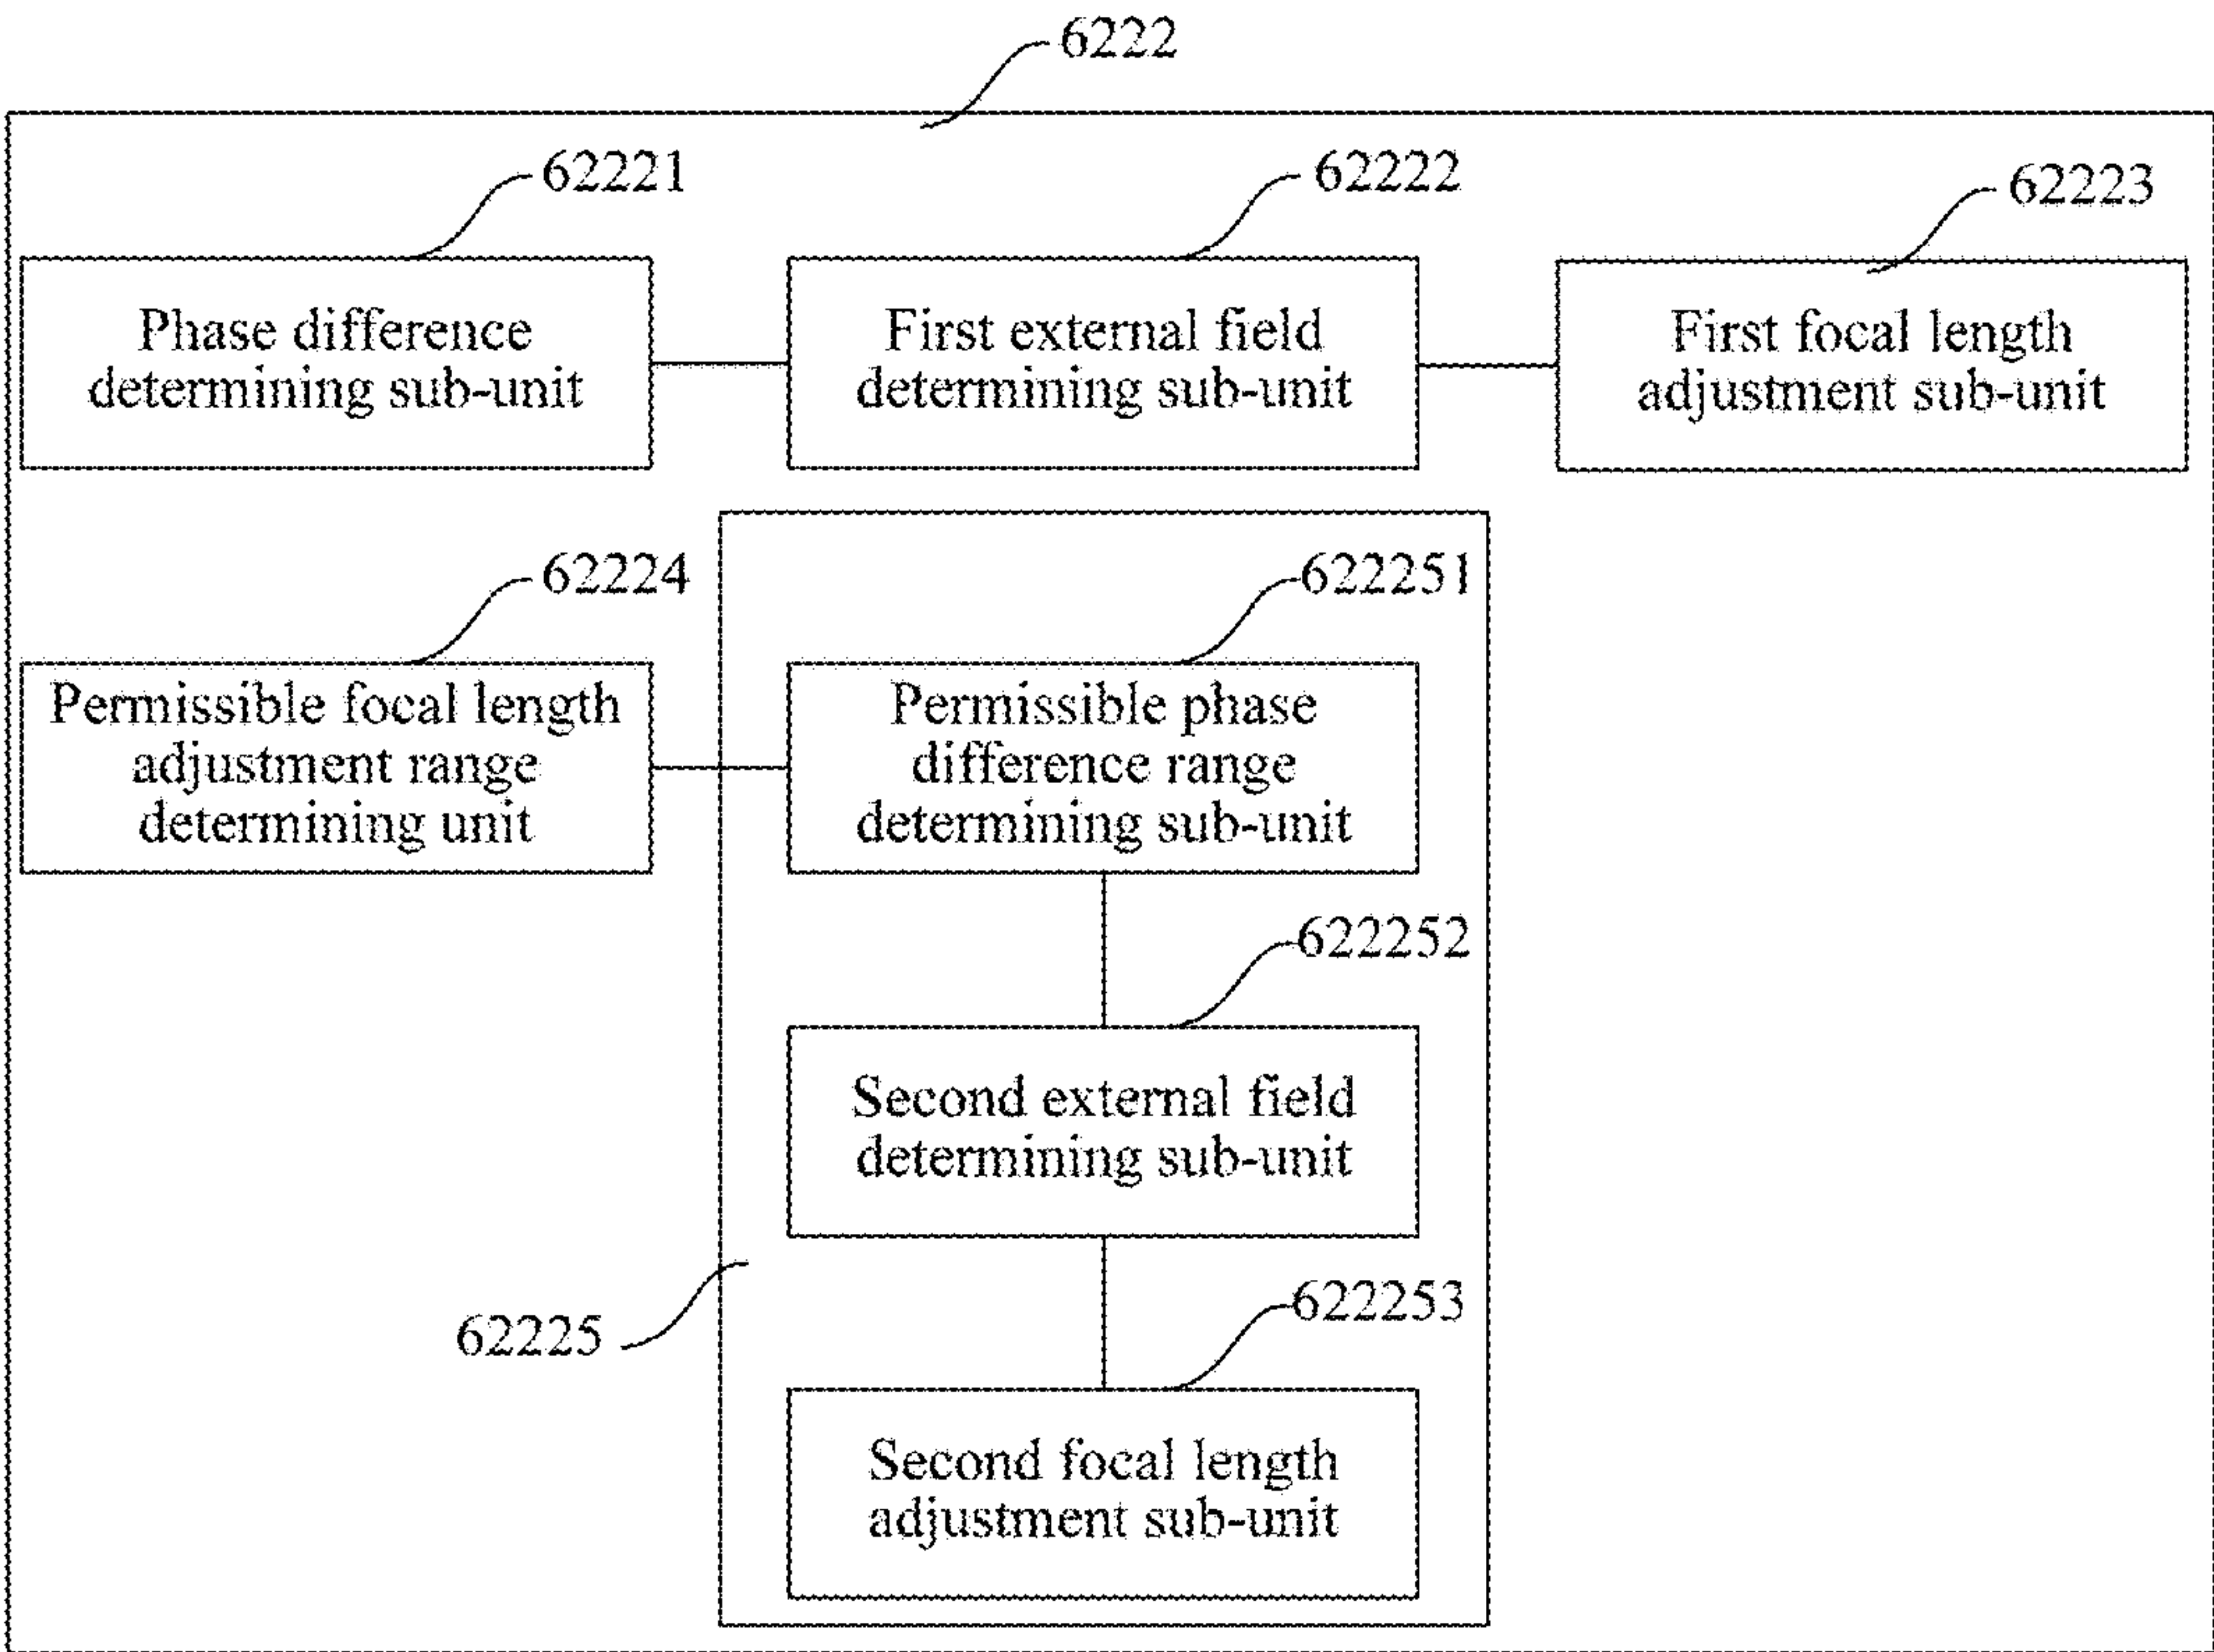 6222
62221
62222
62223
Phase difference
determining sub-unit
First external field
determining sub-unit
First focal length
adjustment sub-unit
62224
622251
Permissible focal length
adjustment range
determining unit
Permissible phase
difference range
determining sub-unit
622252
Second external field
determining sub-unit
62225
622253
Second focal length
adjustment sub-unit